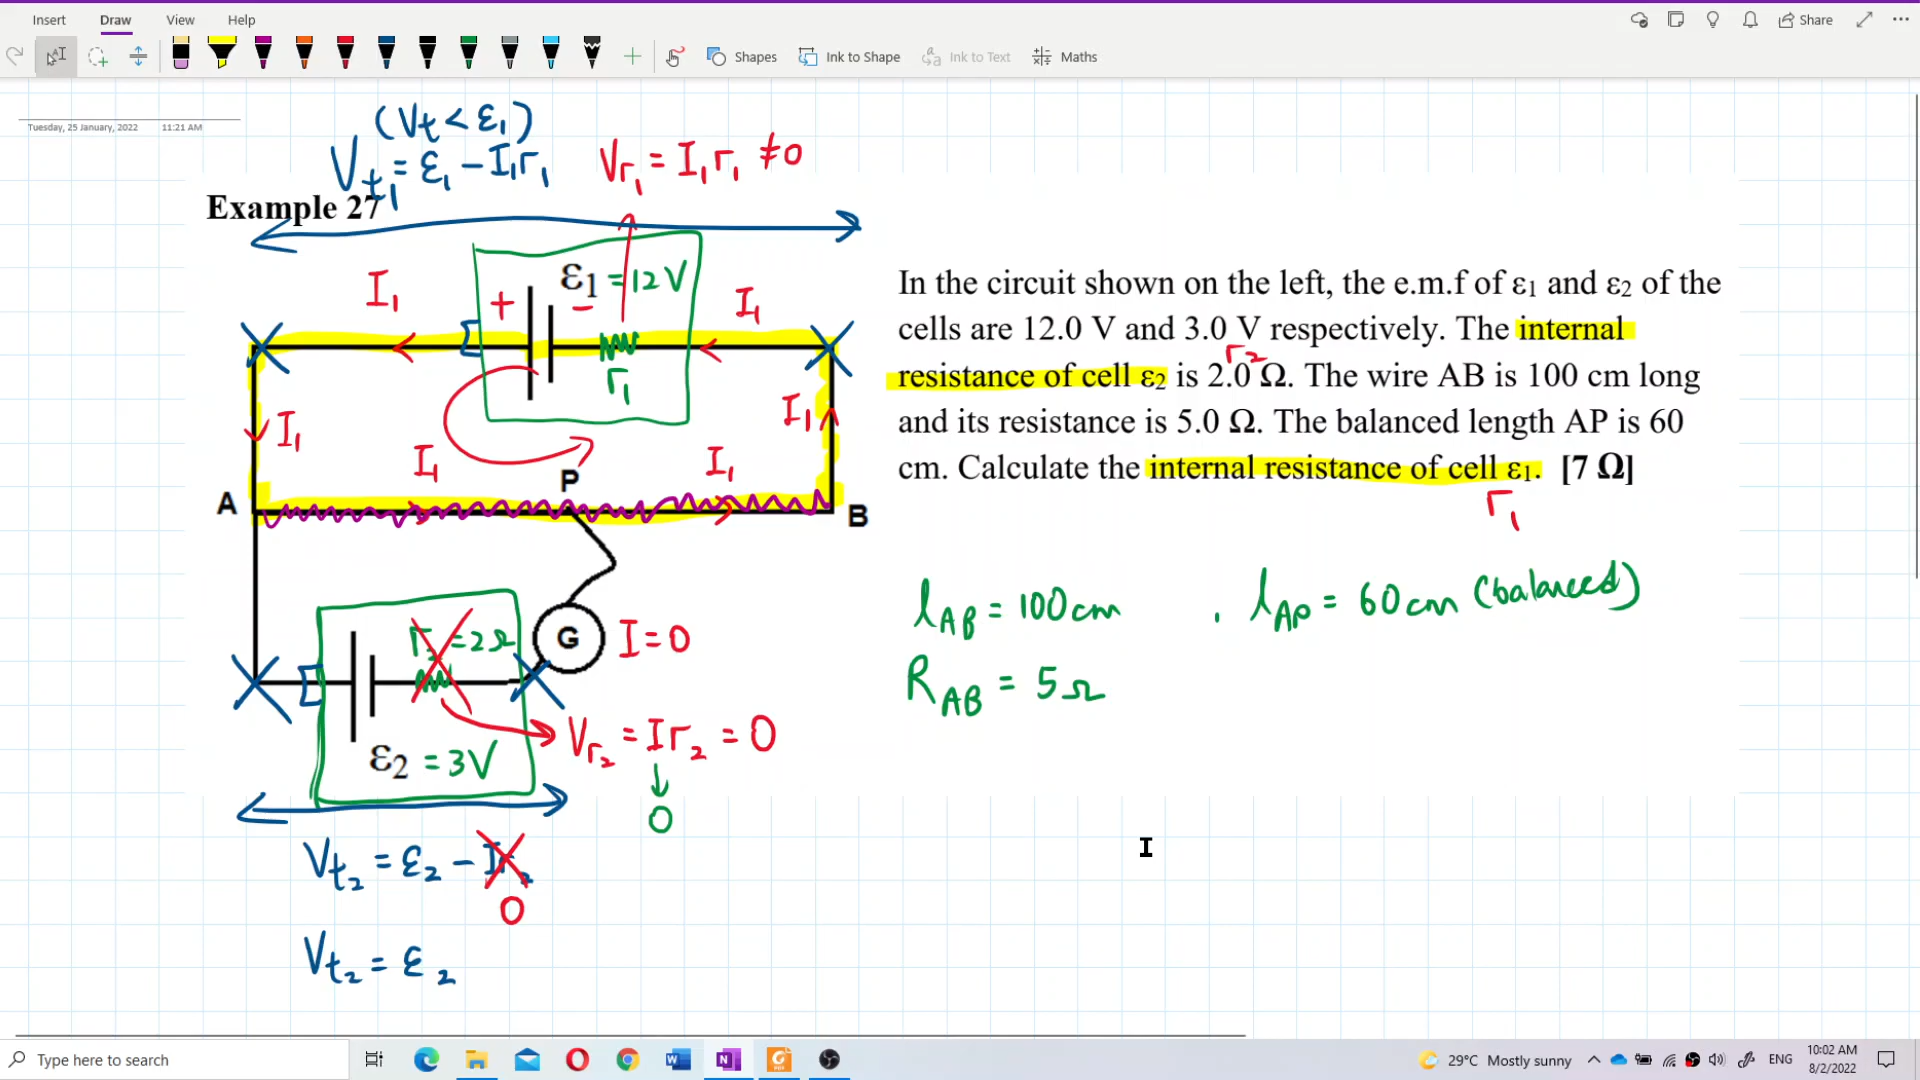 Insert Draw View Help
Share
Shapes Ink to Shape Ink to Text Maths
Tuesday, 25 January, 2022 11:21 AM
(Vt < ε1)
Vt1 = ε1 - I1r1
Vr1 = I1r1 ≠ 0
Example 27
I1
+
ε1 = 12V
-
I1
r1
I1
I1
I1
P
I1
A
B
r2 = 2Ω
G
I = 0
ε2 = 3V
Vr2 = Ir2 = 0
0
Vt2 = ε2 - Ir2
0
Vt2 = ε2
In the circuit shown on the left, the e.m.f of ε1 and ε2 of the
cells are 12.0 V and 3.0 V respectively. The internal
r2
resistance of cell ε2 is 2.0 Ω. The wire AB is 100 cm long
and its resistance is 5.0 Ω. The balanced length AP is 60
cm. Calculate the internal resistance of cell ε1. [7 Ω]
r1
lAB = 100cm , lAP = 60cm (balanced)
RAB = 5Ω
Type here to search
29°C Mostly sunny
ENG
10:02 AM
8/2/2022